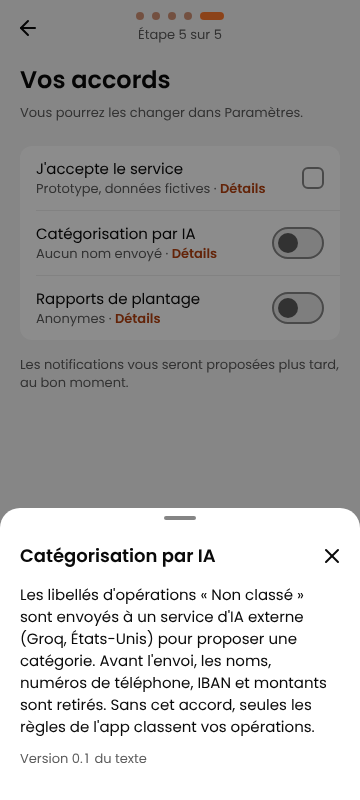 Étape 5 sur 5
Vos accords
Vous pourrez les changer dans Paramètres.
J'accepte le service
Prototype, données fictives · Détails
Catégorisation par IA
Aucun nom envoyé · Détails
Rapports de plantage
Anonymes · Détails
Les notifications vous seront proposées plus tard,
au bon moment.
Catégorisation par IA
Les libellés d'opérations « Non classé »
sont envoyés à un service d'IA externe
(Groq, États-Unis) pour proposer une
catégorie. Avant l'envoi, les noms,
numéros de téléphone, IBAN et montants
sont retirés. Sans cet accord, seules les
règles de l'app classent vos opérations.
Version 0.1 du texte